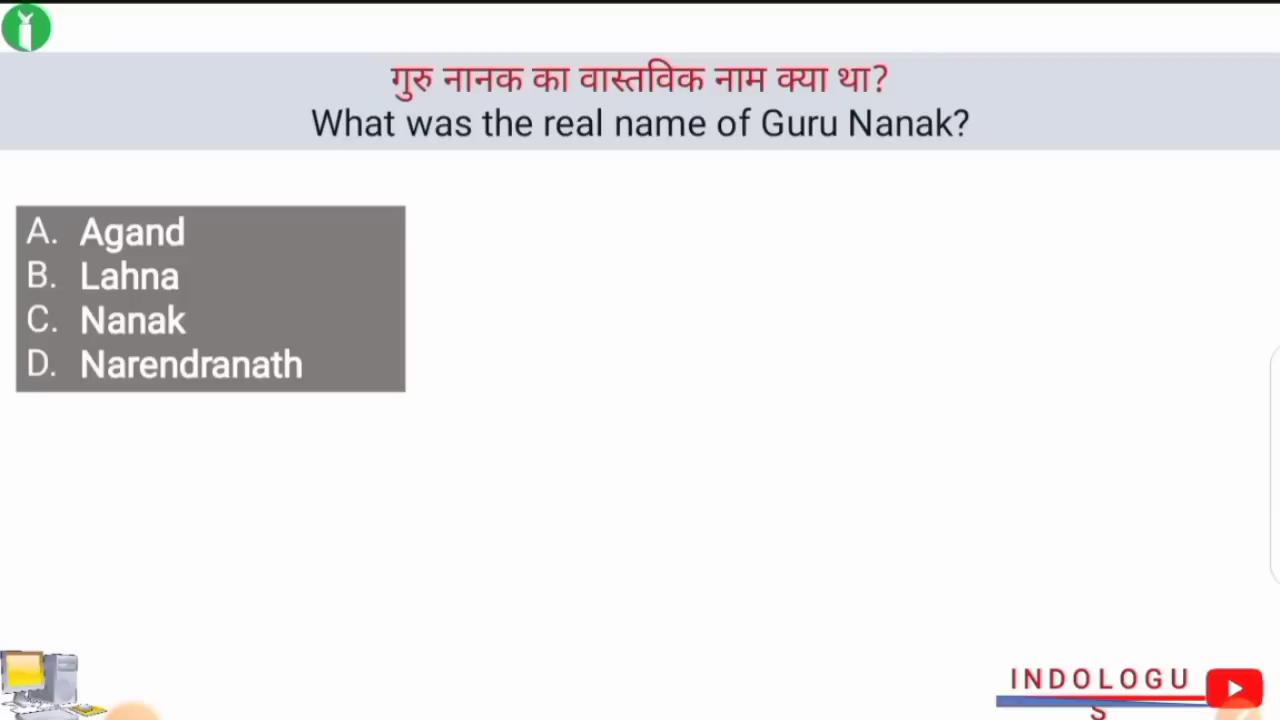 गुरु नानक का वास्तविक नाम क्या था?
What was the real name of Guru Nanak?
A. Agand
B. Lahna
C. Nanak
D. Narendranath
INDOLOGU
S